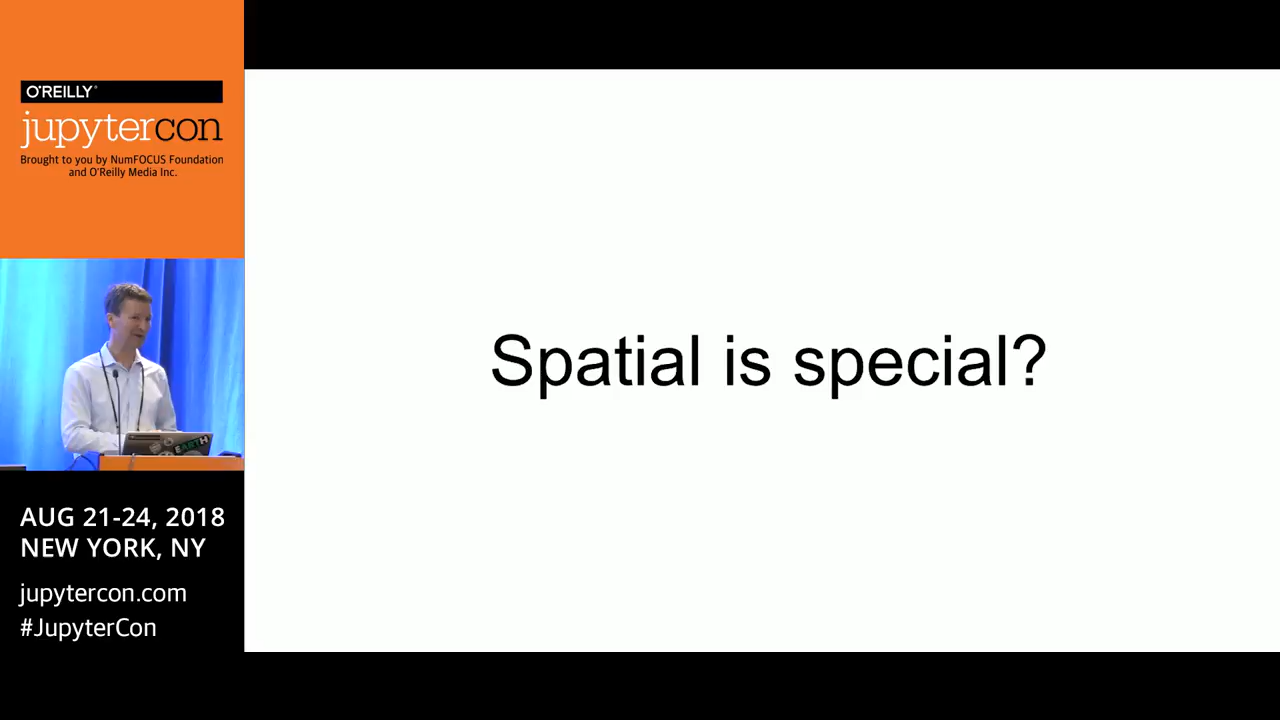 O'REILLY®
jupytercon
Brought to you by NumFOCUS Foundation
and O'Reilly Media Inc.
Spatial is special?
EARTH
AUG 21-24, 2018
NEW YORK, NY
jupytercon.com
#JupyterCon